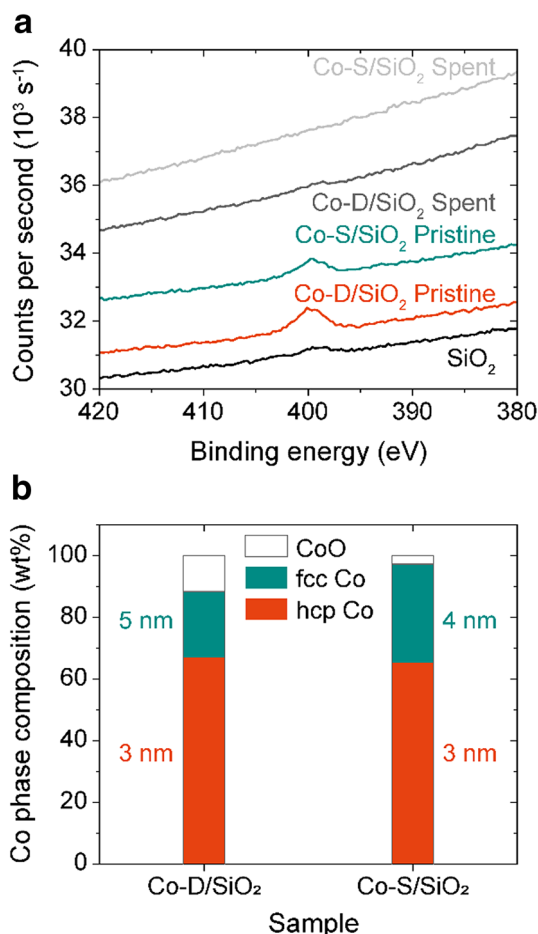 a
Counts per second (10³ s⁻¹)
40
38
36
34
32
30
Co-S/SiO₂ Spent
Co-D/SiO₂ Spent
Co-S/SiO₂ Pristine
Co-D/SiO₂ Pristine
SiO₂
420 410 400 390 380
Binding energy (eV)
b
Co phase composition (wt%)
100
80
60
40
20
0
CoO
fcc Co
hcp Co
5 nm
4 nm
3 nm
3 nm
Co-D/SiO₂ Co-S/SiO₂
Sample